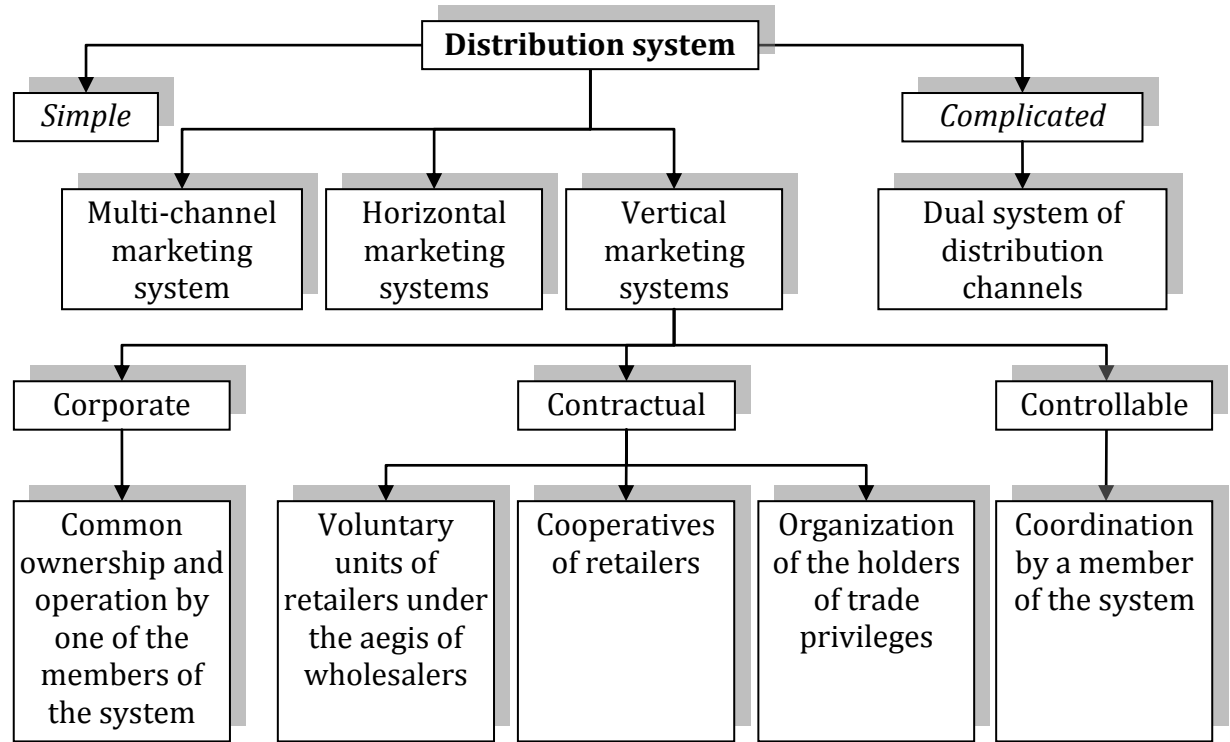 Distribution system
Simple
Complicated
Multi-channel
marketing
system
Horizontal
marketing
systems
Vertical
marketing
systems
Dual system of
distribution
channels
Corporate
Contractual
Controllable
Common
ownership and
operation by
one of the
members of
the system
Voluntary
units of
retailers under
the aegis of
wholesalers
Cooperatives
of retailers
Organization
of the holders
of trade
privileges
Coordination
by a member
of the system